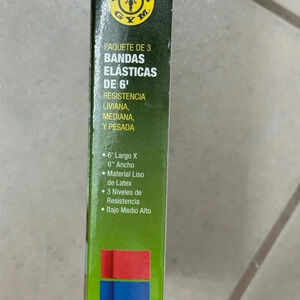 GYM
PAQUETE DE 3
BANDAS
ELÁSTICAS
DE 6'
RESISTENCIA
LIVIANA,
MEDIANA,
Y PESADA
• 6' Largo X
6" Ancho
• Material Liso
de Latex
• 3 Niveles de
Resistencia
• Bajo Medio Alto